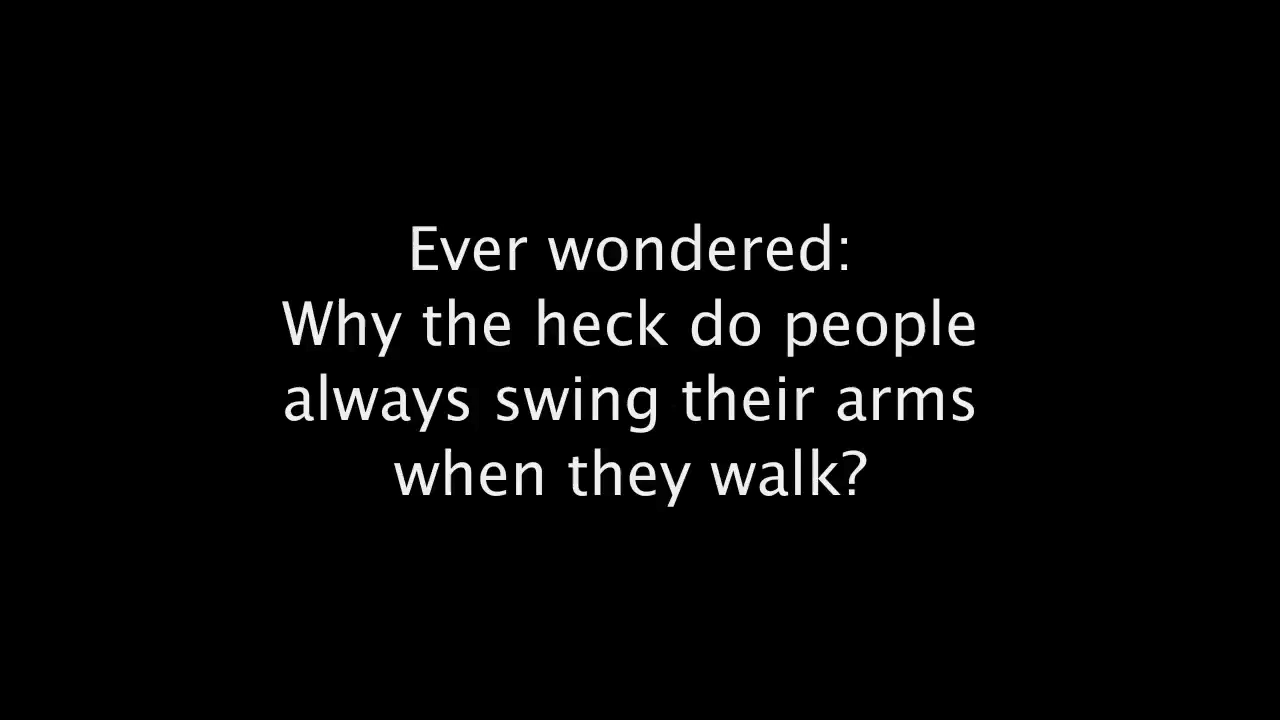 Ever wondered:
Why the heck do people
always swing their arms
when they walk?